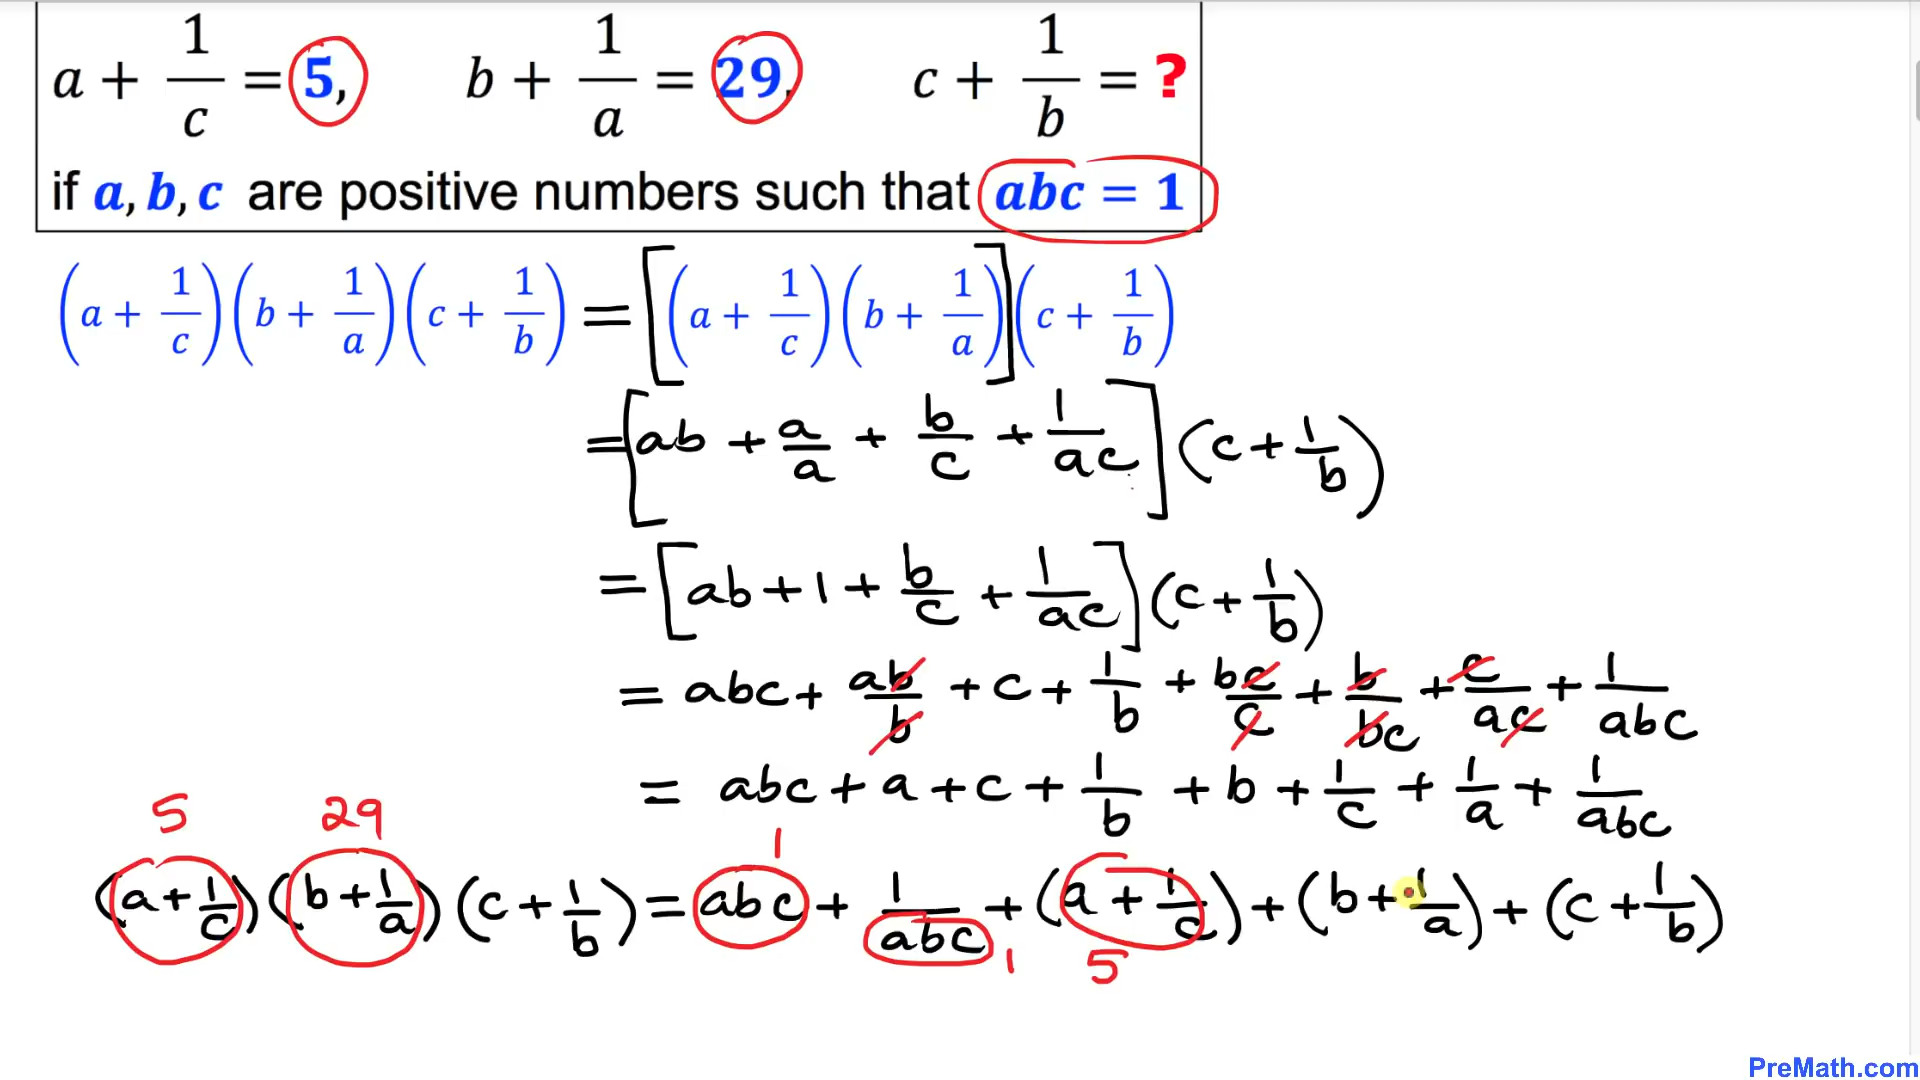 a + 1/c = 5, b + 1/a = 29, c + 1/b = ?
if a, b, c are positive numbers such that abc = 1
(a + 1/c)(b + 1/a)(c + 1/b) = [(a + 1/c)(b + 1/a)](c + 1/b)
= [ab + a/a + b/c + 1/ac](c + 1/b)
= [ab + 1 + b/c + 1/ac](c + 1/b)
= abc + ab/b + c + 1/b + bc/c + b/bc + c/ac + 1/abc
= abc + a + c + 1/b + b + 1/c + 1/a + 1/abc
5 29 1
(a + 1/c)(b + 1/a)(c + 1/b) = abc + 1/abc + (a + 1/c) + (b + 1/a) + (c + 1/b)
1 5
PreMath.com